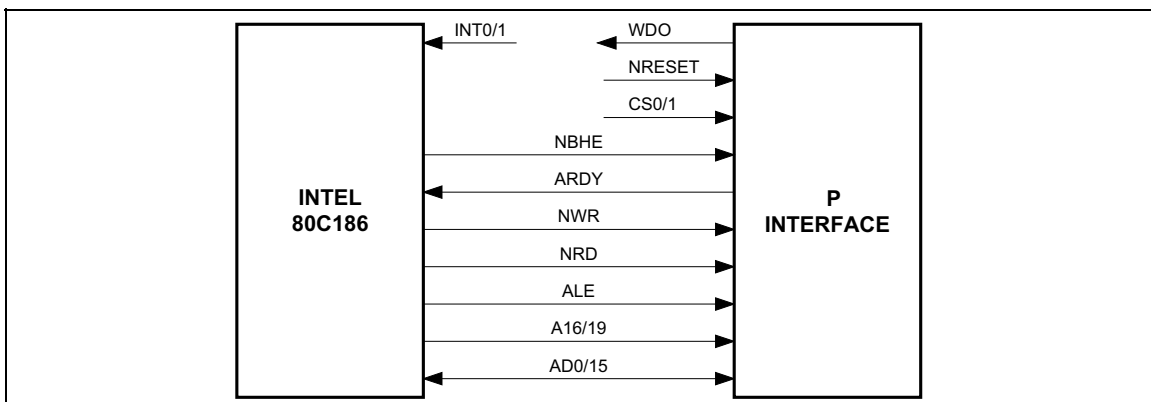 INT0/1
WDO
NRESET
CS0/1
NBHE
ARDY
NWR
NRD
ALE
A16/19
AD0/15
INTEL
80C186
P
INTERFACE